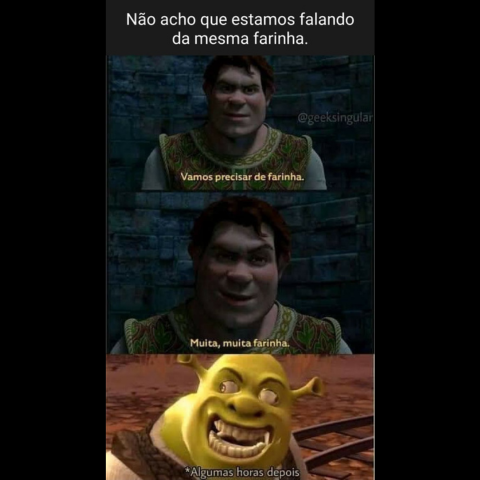 Não acho que estamos falando
da mesma farinha.
@geeksingular
Vamos precisar de farinha.
Muita, muita farinha.
*Algumas horas depois